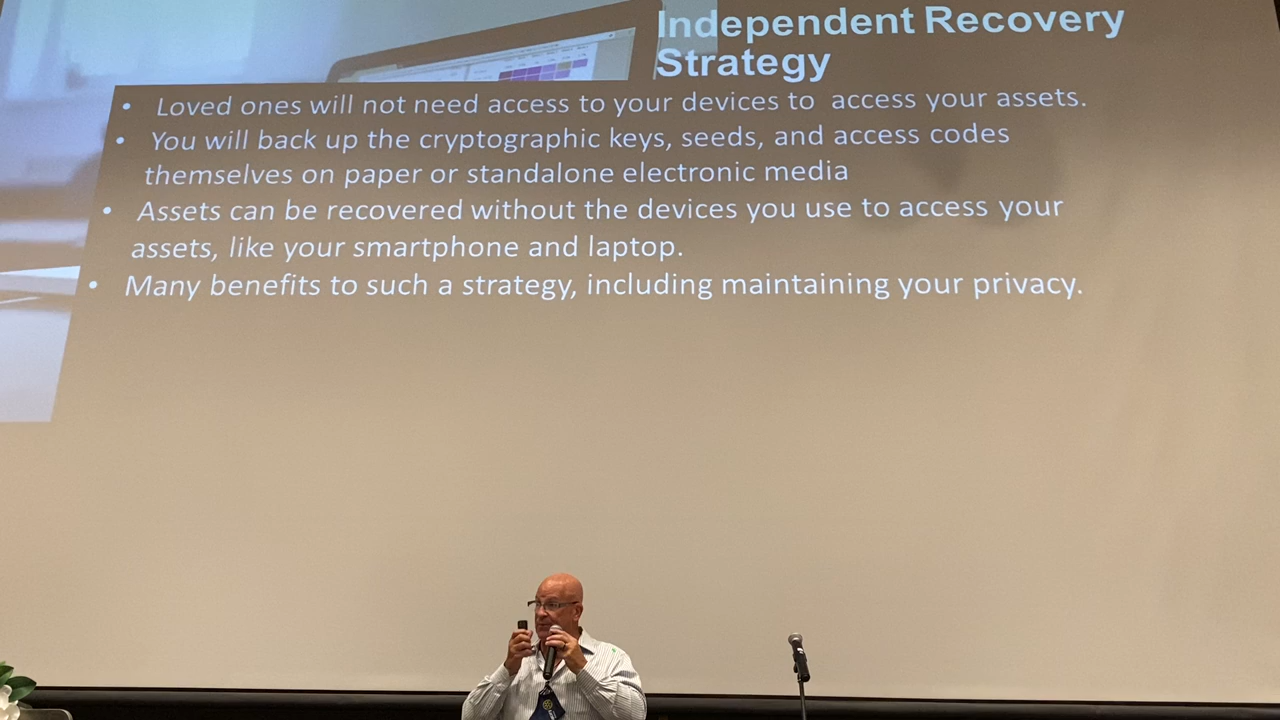 Independent Recovery
Strategy
• Loved ones will not need access to your devices to access your assets.
• You will back up the cryptographic keys, seeds, and access codes
themselves on paper or standalone electronic media
• Assets can be recovered without the devices you use to access your
assets, like your smartphone and laptop.
• Many benefits to such a strategy, including maintaining your privacy.